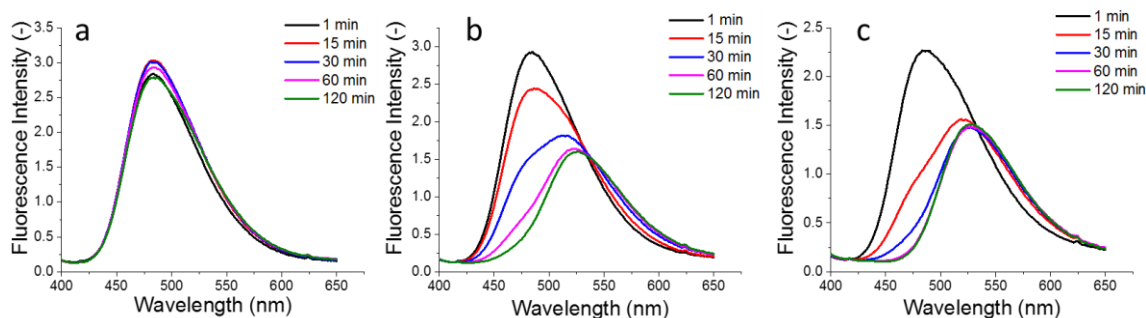 a
1 min
15 min
30 min
60 min
120 min
Fluorescence Intensity (-)
3.5
3.0
2.5
2.0
1.5
1.0
0.5
0.0
400 450 500 550 600 650
Wavelength (nm)
b
1 min
15 min
30 min
60 min
120 min
Fluorescence Intensity (-)
3.0
2.5
2.0
1.5
1.0
0.5
0.0
400 450 500 550 600 650
Wavelength (nm)
c
1 min
15 min
30 min
60 min
120 min
Fluorescence Intensity (-)
2.5
2.0
1.5
1.0
0.5
0.0
400 450 500 550 600 650
Wavelength (nm)